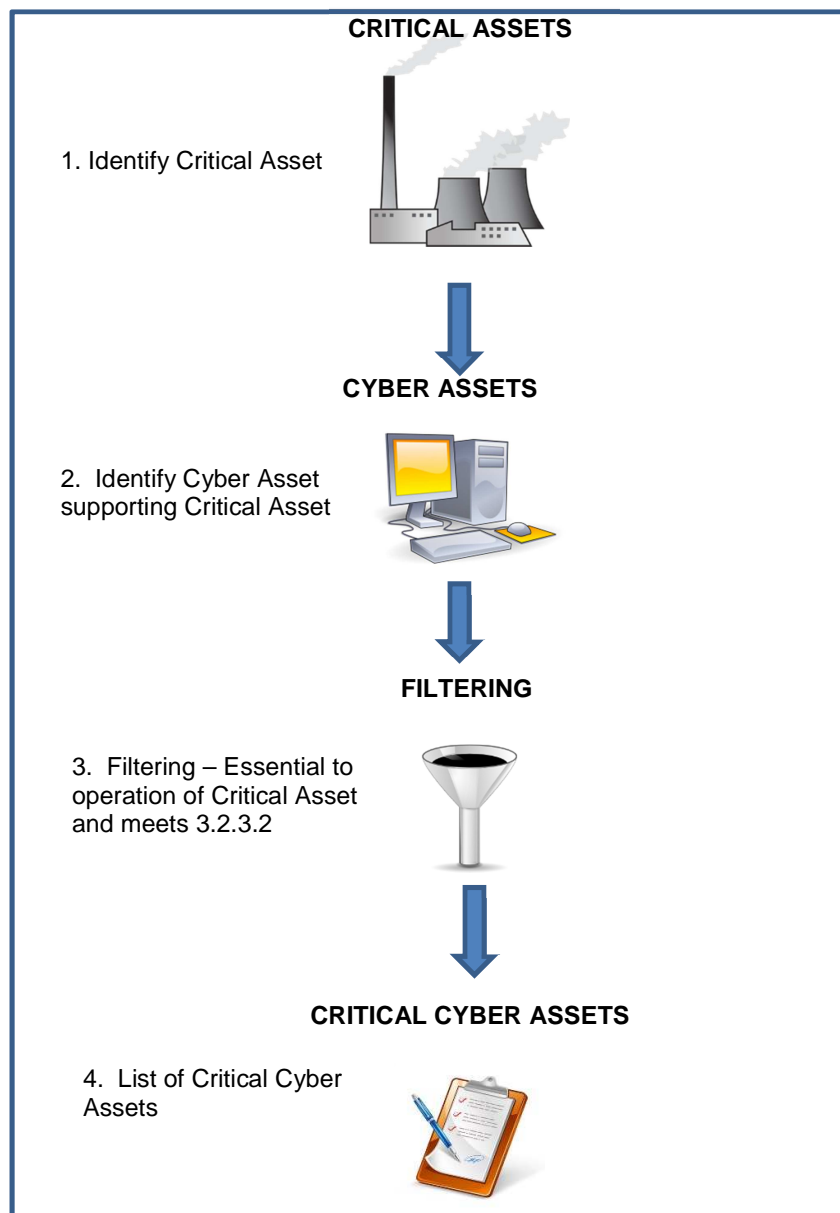 CRITICAL ASSETS
1. Identify Critical Asset
CYBER ASSETS
2. Identify Cyber Asset
supporting Critical Asset
FILTERING
3. Filtering – Essential to
operation of Critical Asset
and meets 3.2.3.2
CRITICAL CYBER ASSETS
4. List of Critical Cyber
Assets